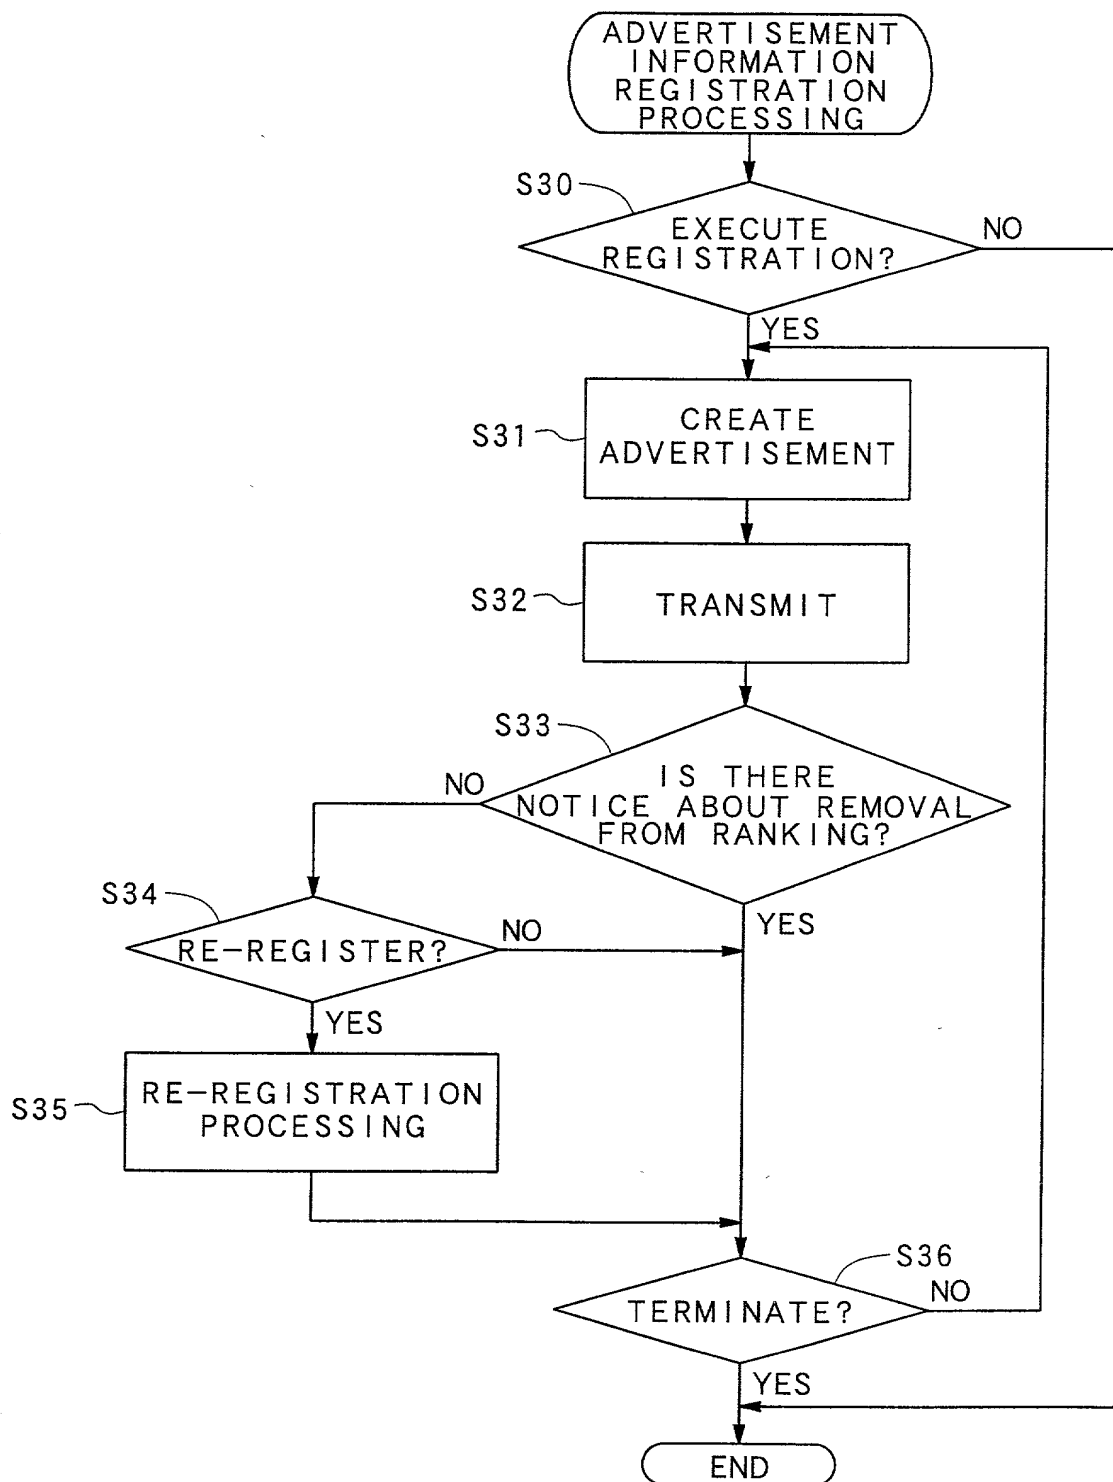 ADVERTISEMENT
INFORMATION
REGISTRATION
PROCESSING
S30
EXECUTE
REGISTRATION?
NO
YES
S31
CREATE
ADVERTISEMENT
S32
TRANSMIT
S33
IS THERE
NOTICE ABOUT REMOVAL
FROM RANKING?
NO
YES
S34
RE-REGISTER?
NO
YES
S35
RE-REGISTRATION
PROCESSING
S36
TERMINATE?
NO
YES
END